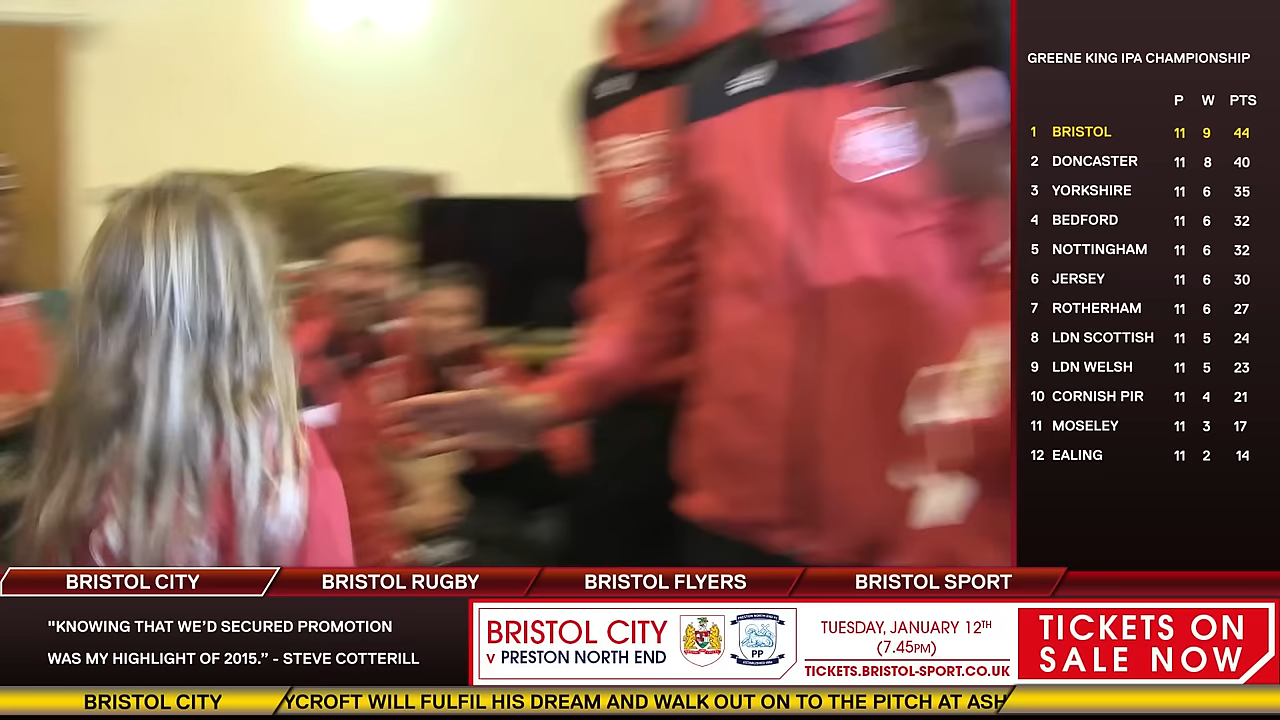 GREENE KING IPA CHAMPIONSHIP
P W PTS
1 BRISTOL 11 9 44
2 DONCASTER 11 8 40
3 YORKSHIRE 11 6 35
4 BEDFORD 11 6 32
5 NOTTINGHAM 11 6 32
6 JERSEY 11 6 30
7 ROTHERHAM 11 6 27
8 LDN SCOTTISH 11 5 24
9 LDN WELSH 11 5 23
10 CORNISH PIR 11 4 21
11 MOSELEY 11 3 17
12 EALING 11 2 14
BRISTOL CITY BRISTOL RUGBY BRISTOL FLYERS BRISTOL SPORT
OWING THAT WE'D SECURED PROMOTION
WAS MY HIGHLIGHT OF 2015." - STEVE COTTERILL
BRISTOL CITY
v PRESTON NORTH END
PRESTON NORTH END
PP
TUESDAY, JANUARY 12TH
(7.45PM)
TICKETS.BRISTOL-SPORT.CO.UK
TICKETS ON
SALE NOW
BRISTOL CITY
YCROFT WILL FULFIL HIS DREAM AND WALK OUT ON TO THE PITCH AT ASH